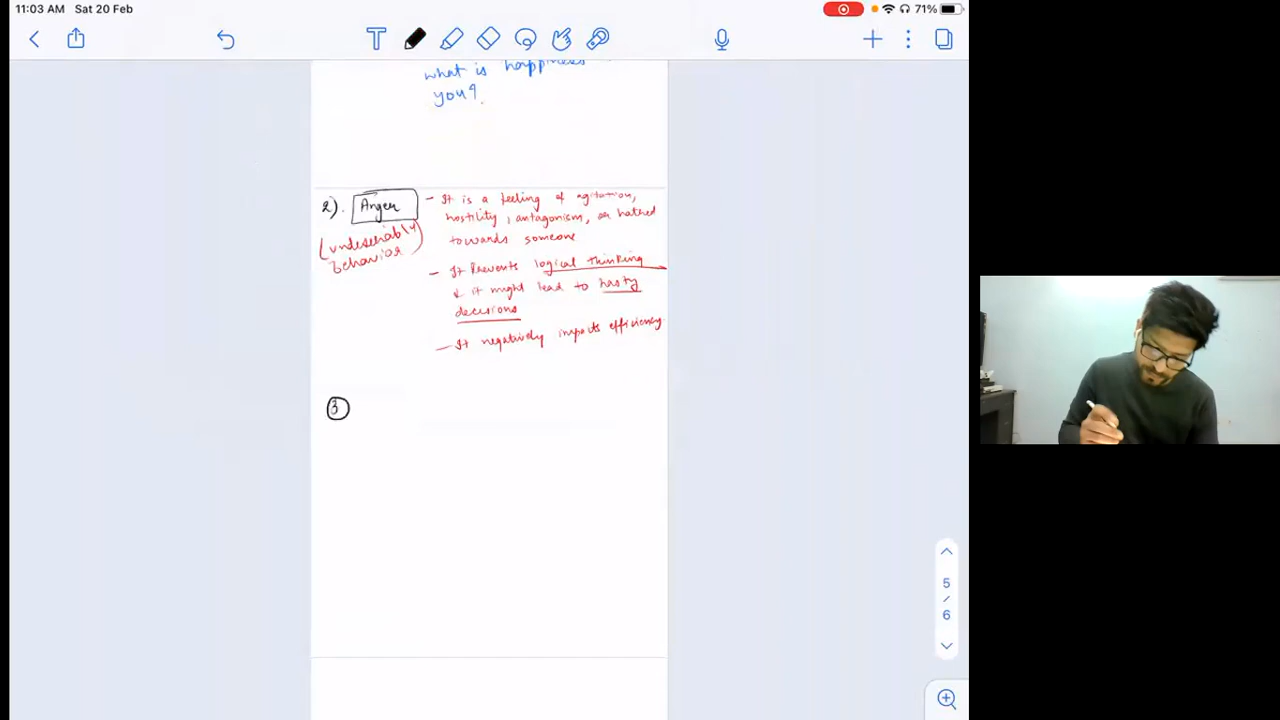 11:03 AM Sat 20 Feb
71%
what is happiness
you?
2). Anger
(undesirably
behavior)
- It is a feeling of agitation,
hostility, antagonism, or hatred
towards someone
- It prevents logical thinking
& it might lead to hasty
decisions
- It negatively impacts efficiency
3
5
/
6